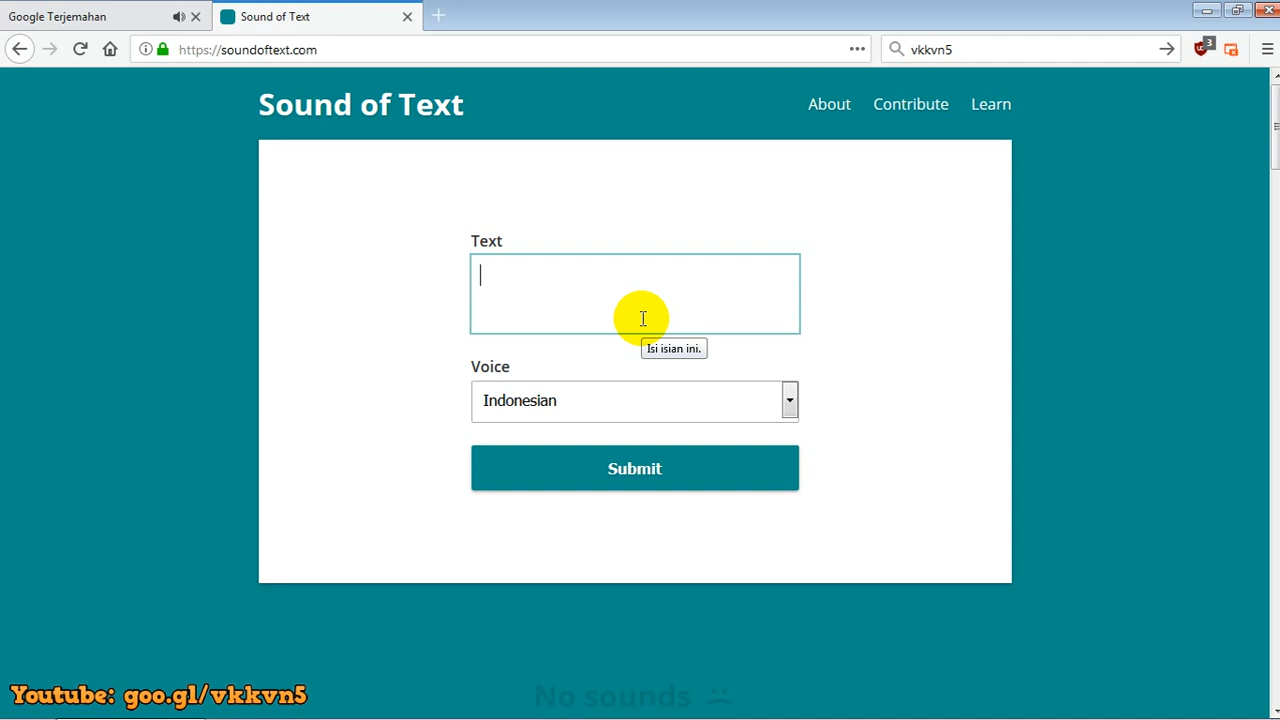 Google Terjemahan
Sound of Text
https://soundoftext.com
vkkvn5
3
Sound of Text
About
Contribute
Learn
Text
Isi isian ini.
Voice
Indonesian
Submit
No sounds
Youtube: goo.gl/vkkvn5